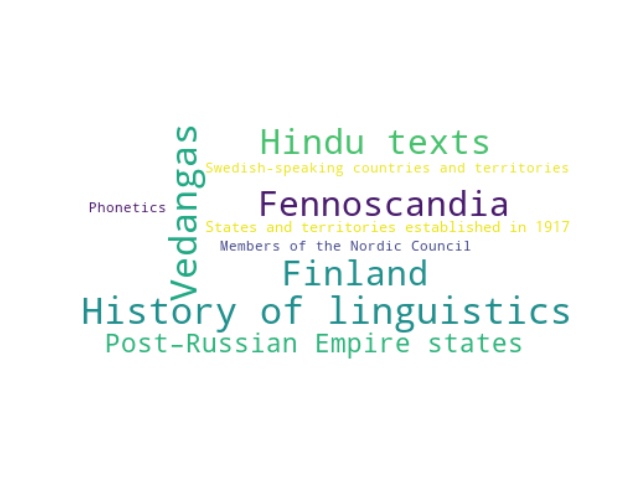 Hindu texts
Swedish-speaking countries and territories
Vedangas
Phonetics
Fennoscandia
States and territories established in 1917
Members of the Nordic Council
Finland
History of linguistics
Post–Russian Empire states